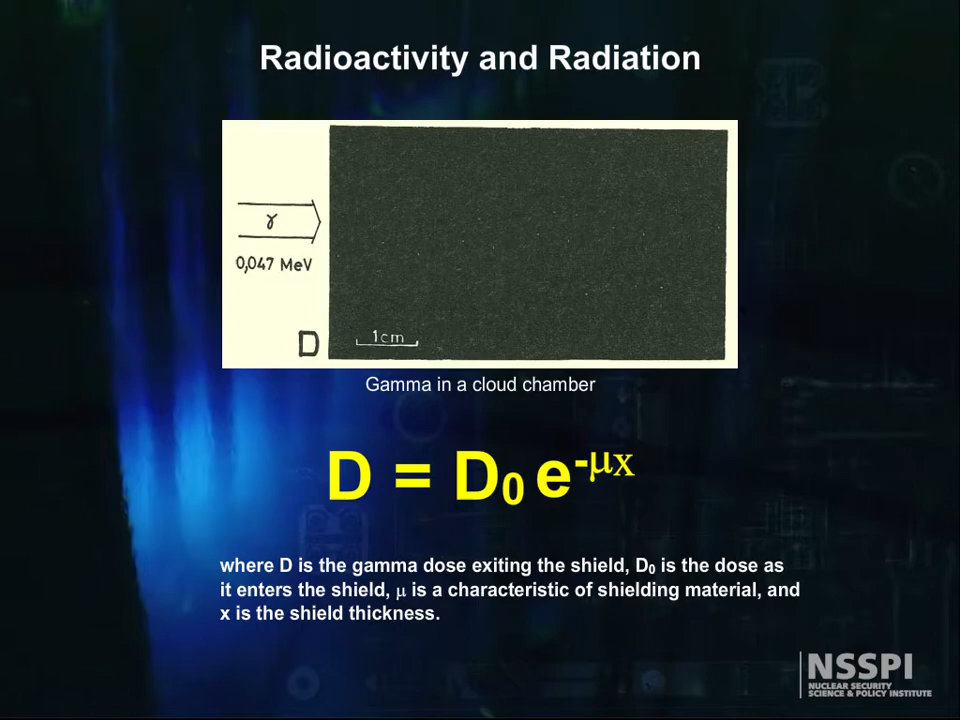 Radioactivity and Radiation
γ
0,047 MeV
D
1cm
Gamma in a cloud chamber
D = D₀ e^-μx
where D is the gamma dose exiting the shield, D₀ is the dose as
it enters the shield, μ is a characteristic of shielding material, and
x is the shield thickness.
NSSPI
NUCLEAR SECURITY
SCIENCE & POLICY INSTITUTE